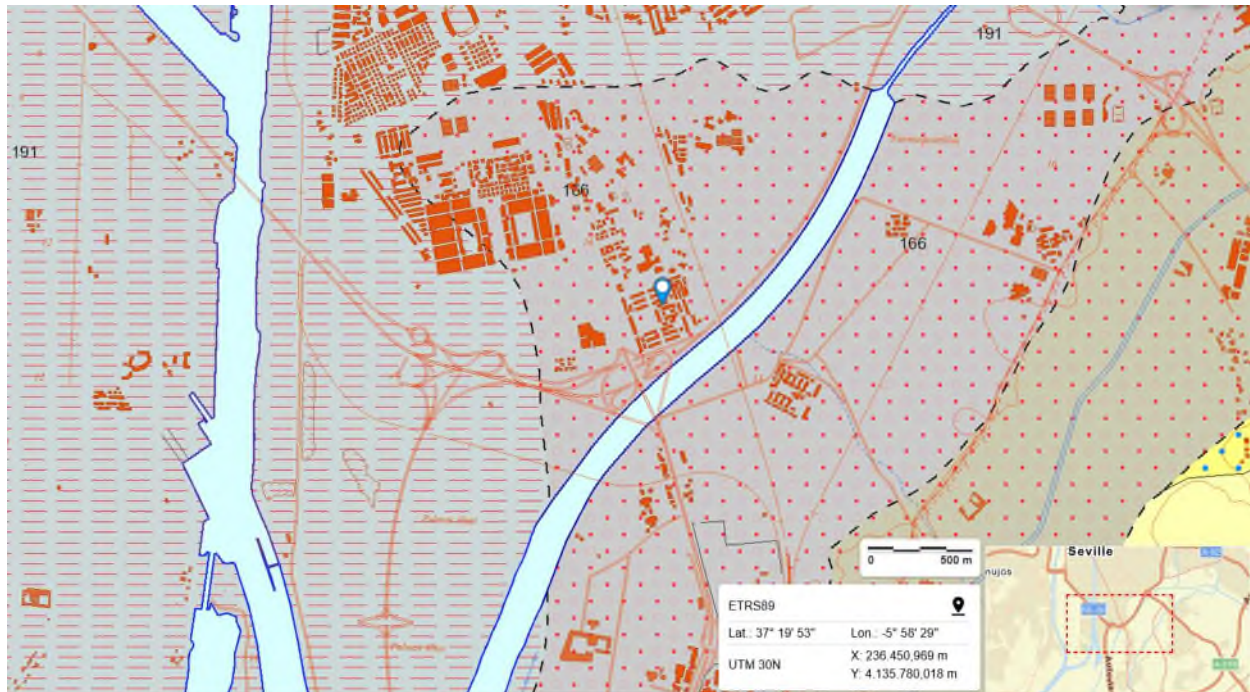 191
191
166
166
0 500 m
Seville
nujos
ETRS89
Lat.: 37° 19' 53" Lon.: -5° 58' 29"
UTM 30N
X: 236.450,969 m
Y: 4.135.780,018 m